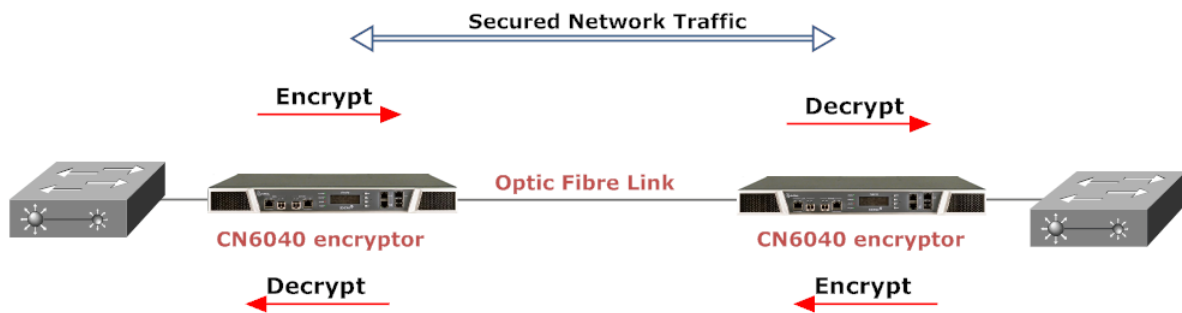 Secured Network Traffic
Encrypt
Decrypt
Optic Fibre Link
CN6040 encryptor
CN6040 encryptor
Decrypt
Encrypt